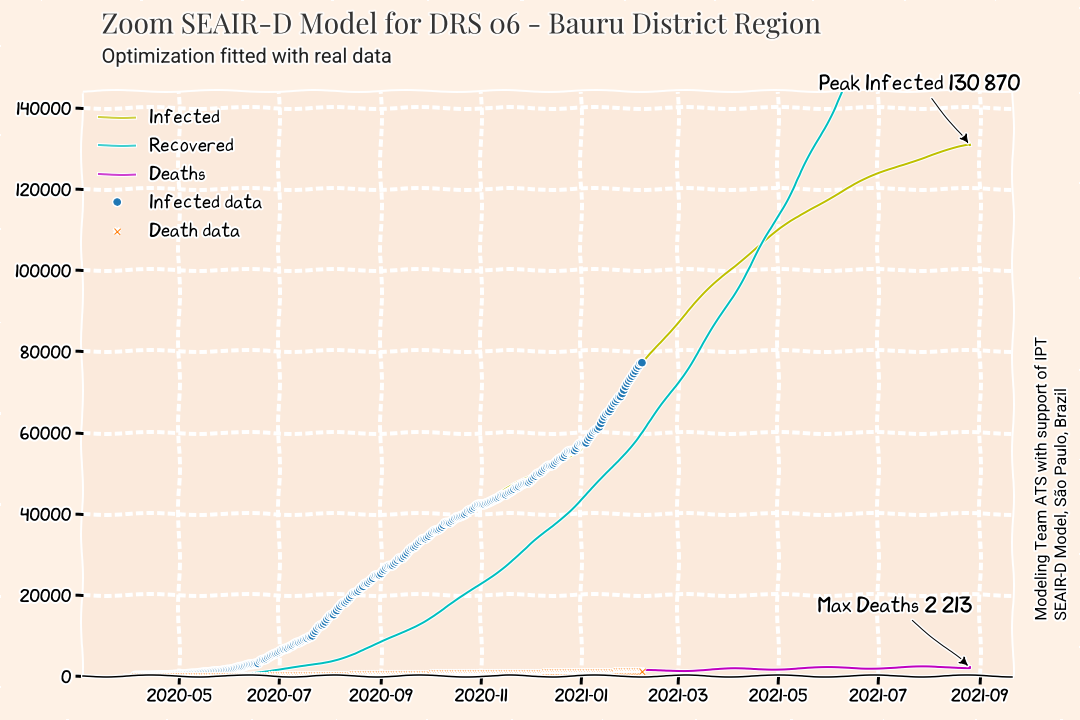 Zoom SEAIR-D Model for DRS 06 - Bauru District Region
Optimization fitted with real data
Peak Infected 130 870
140000
120000
100000
80000
60000
40000
20000
0
Infected
Recovered
Deaths
Infected data
Death data
Max Deaths 2 213
2020-05
2020-07
2020-09
2020-11
2021-01
2021-03
2021-05
2021-07
2021-09
Modeling Team ATS with support of IPT
SEAIR-D Model, São Paulo, Brazil